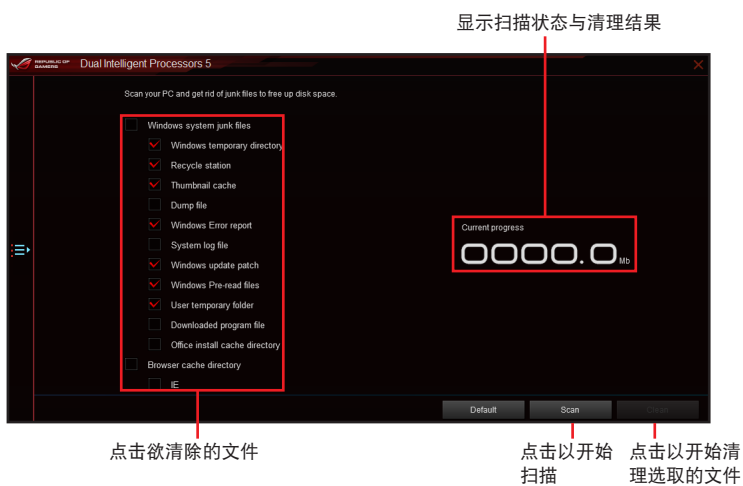 显示扫描状态与清理结果
REPUBLIC OF
GAMERS
Dual Intelligent Processors 5
Scan your PC and get rid of junk files to free up disk space.
Windows system junk files
Windows temporary directory
Recycle station
Thumbnail cache
Dump file
Windows Error report
System log file
Windows update patch
Windows Pre-read files
User temporary folder
Downloaded program file
Office install cache directory
Browser cache directory
IE
Current progress
0000.0 Mb
Default
Scan
Clean
点击欲清除的文件
点击以开始
扫描
点击以开始清
理选取的文件